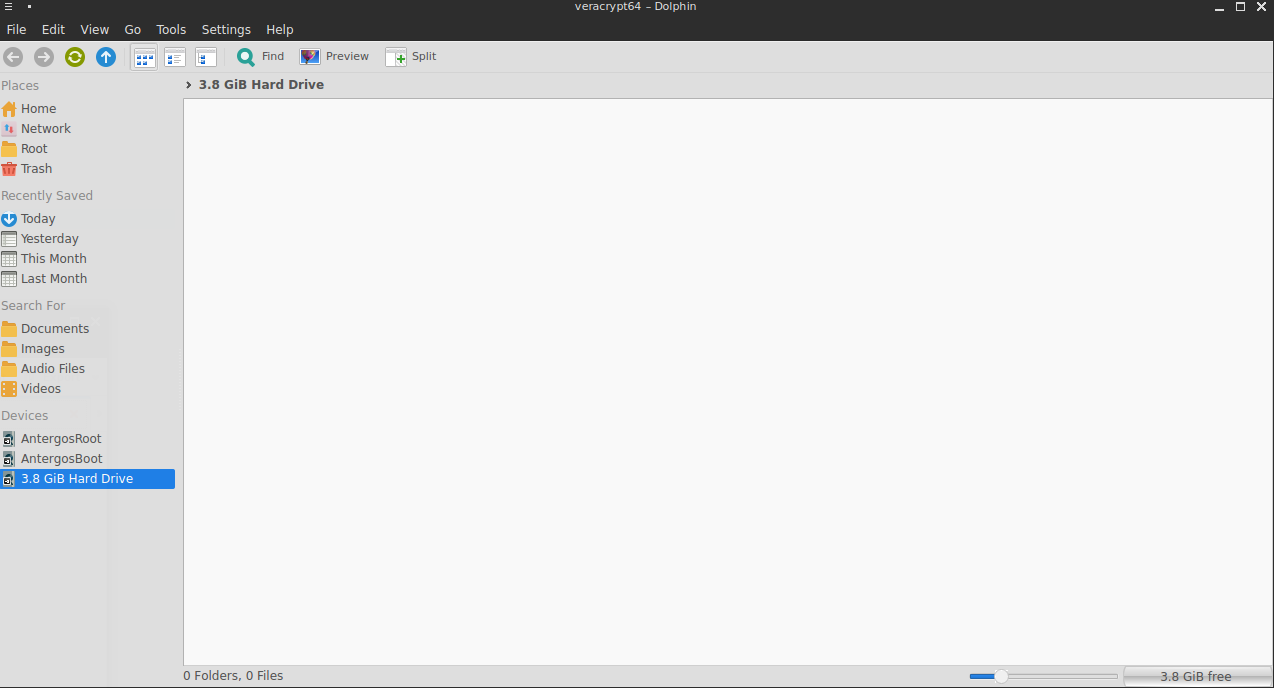 veracrypt64 – Dolphin
File Edit View Go Tools Settings Help
Find Preview Split
Places
Home
Network
Root
Trash
Recently Saved
Today
Yesterday
This Month
Last Month
Search For
Documents
Images
Audio Files
Videos
Devices
AntergosRoot
AntergosBoot
3.8 GiB Hard Drive
3.8 GiB Hard Drive
0 Folders, 0 Files
3.8 GiB free